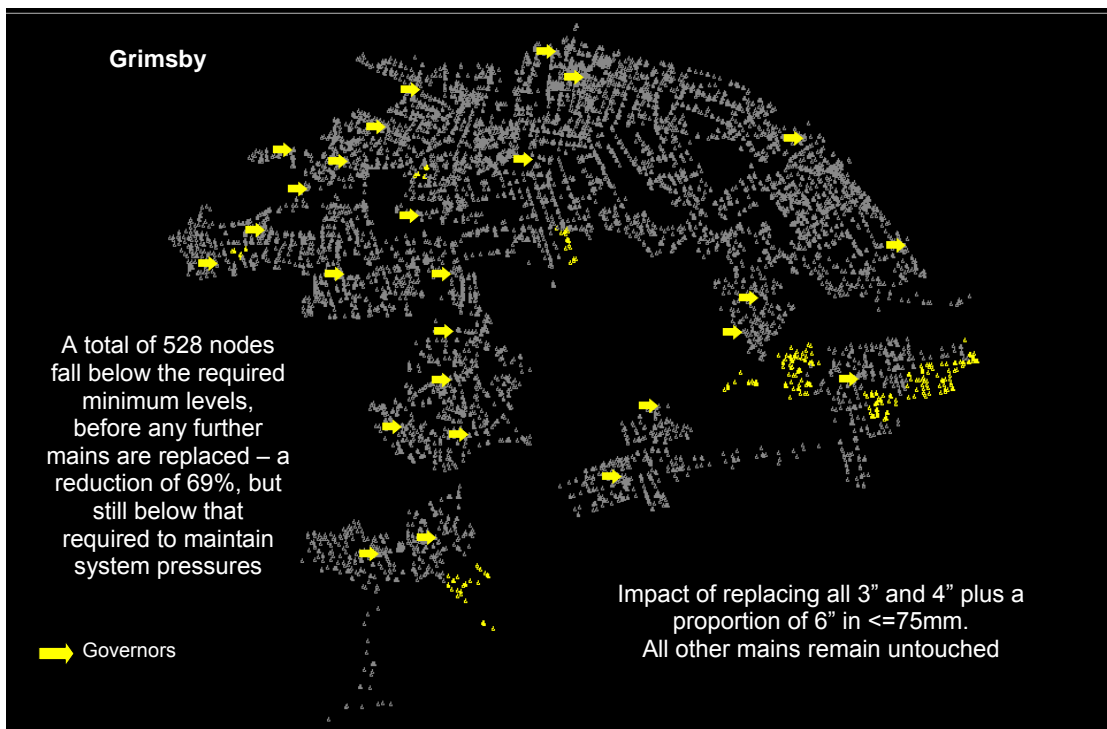 Grimsby
A total of 528 nodes
fall below the required
minimum levels,
before any further
mains are replaced – a
reduction of 69%, but
still below that
required to maintain
system pressures
Governors
Impact of replacing all 3” and 4” plus a
proportion of 6” in <=75mm.
All other mains remain untouched